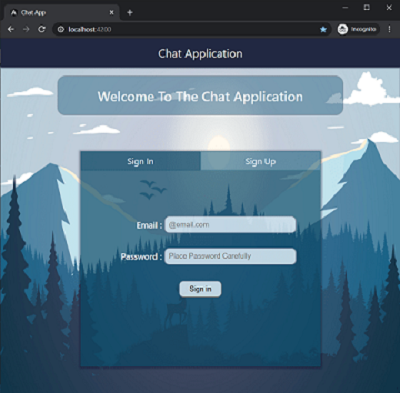 Chat App
localhost:4200
Incognito
Chat Application
Welcome To The Chat Application
Sign In Sign Up
Email : @email.com
Password : Place Password Carefully
Sign in